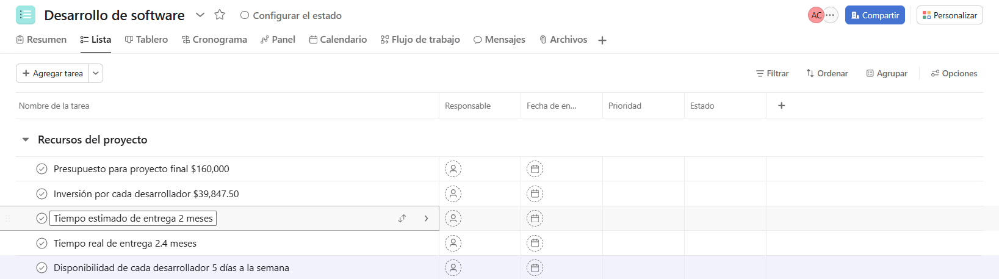 Desarrollo de software Configurar el estado AC Compartir Personalizar
Resumen Lista Tablero Cronograma Panel Calendario Flujo de trabajo Mensajes Archivos
Agregar tarea Filtrar Ordenar Agrupar Opciones
Nombre de la tarea Responsable Fecha de en... Prioridad Estado
Recursos del proyecto
Presupuesto para proyecto final $160,000
Inversión por cada desarrollador $39,847.50
Tiempo estimado de entrega 2 meses
Tiempo real de entrega 2.4 meses
Disponibilidad de cada desarrollador 5 días a la semana